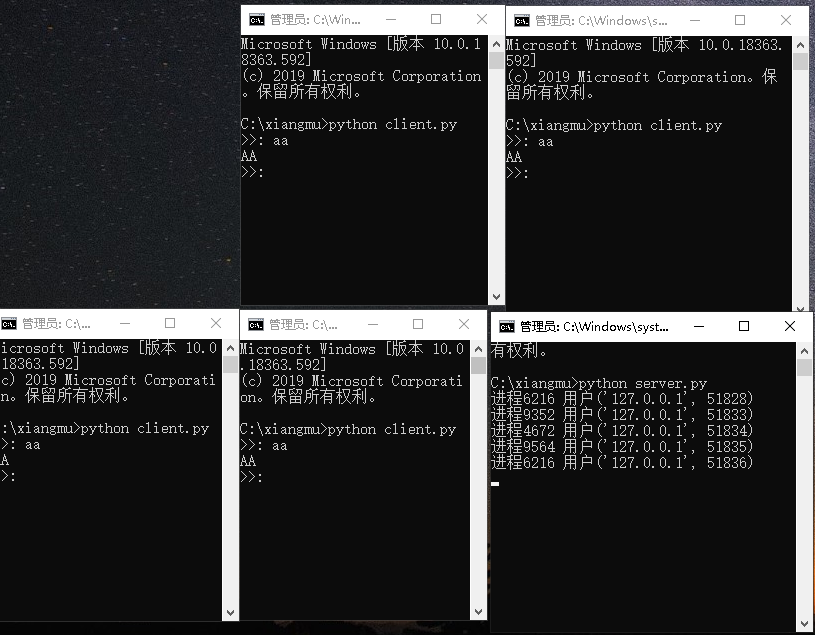 管理员: C:\Win...
Microsoft Windows [版本 10.0.1
8363.592]
(c) 2019 Microsoft Corporation
。保留所有权利。
C:\xiangmu>python client.py
>>: aa
AA
>>:
管理员: C:\Windows\s...
Microsoft Windows [版本 10.0.18363.
592]
(c) 2019 Microsoft Corporation。保
留所有权利。
C:\xiangmu>python client.py
>>: aa
AA
>>:
管理员: C:\...
icrosoft Windows [版本 10.0
18363.592]
c) 2019 Microsoft Corporati
n。保留所有权利。
:\xiangmu>python client.py
>: aa
A
>:
管理员: C:\...
Microsoft Windows [版本 10.0
.18363.592]
(c) 2019 Microsoft Corporati
on。保留所有权利。
C:\xiangmu>python client.py
>>: aa
AA
>>:
管理员: C:\Windows\syst...
有权利。
C:\xiangmu>python server.py
进程6216 用户('127.0.0.1', 51828)
进程9352 用户('127.0.0.1', 51833)
进程4672 用户('127.0.0.1', 51834)
进程9564 用户('127.0.0.1', 51835)
进程6216 用户('127.0.0.1', 51836)